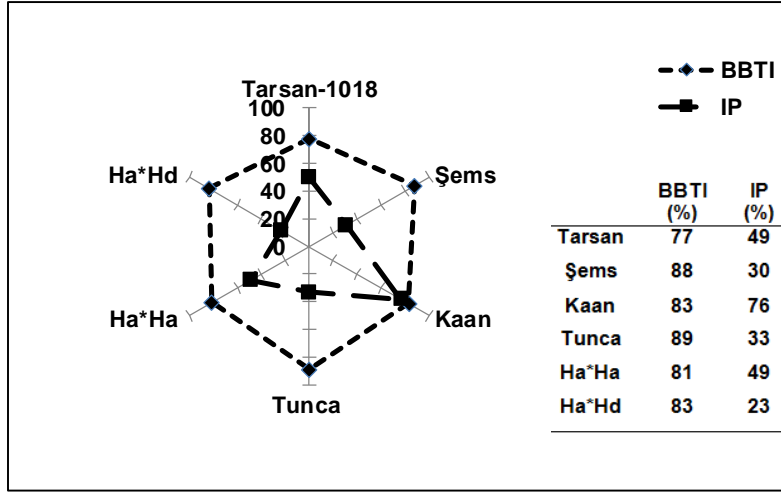 Tarsan-1018
100
80
60
40
20
0
Şems
Kaan
Tunca
Ha*Ha
Ha*Hd
BBTI
IP
BBTI IP
(%) (%)
Tarsan 77 49
Şems 88 30
Kaan 83 76
Tunca 89 33
Ha*Ha 81 49
Ha*Hd 83 23